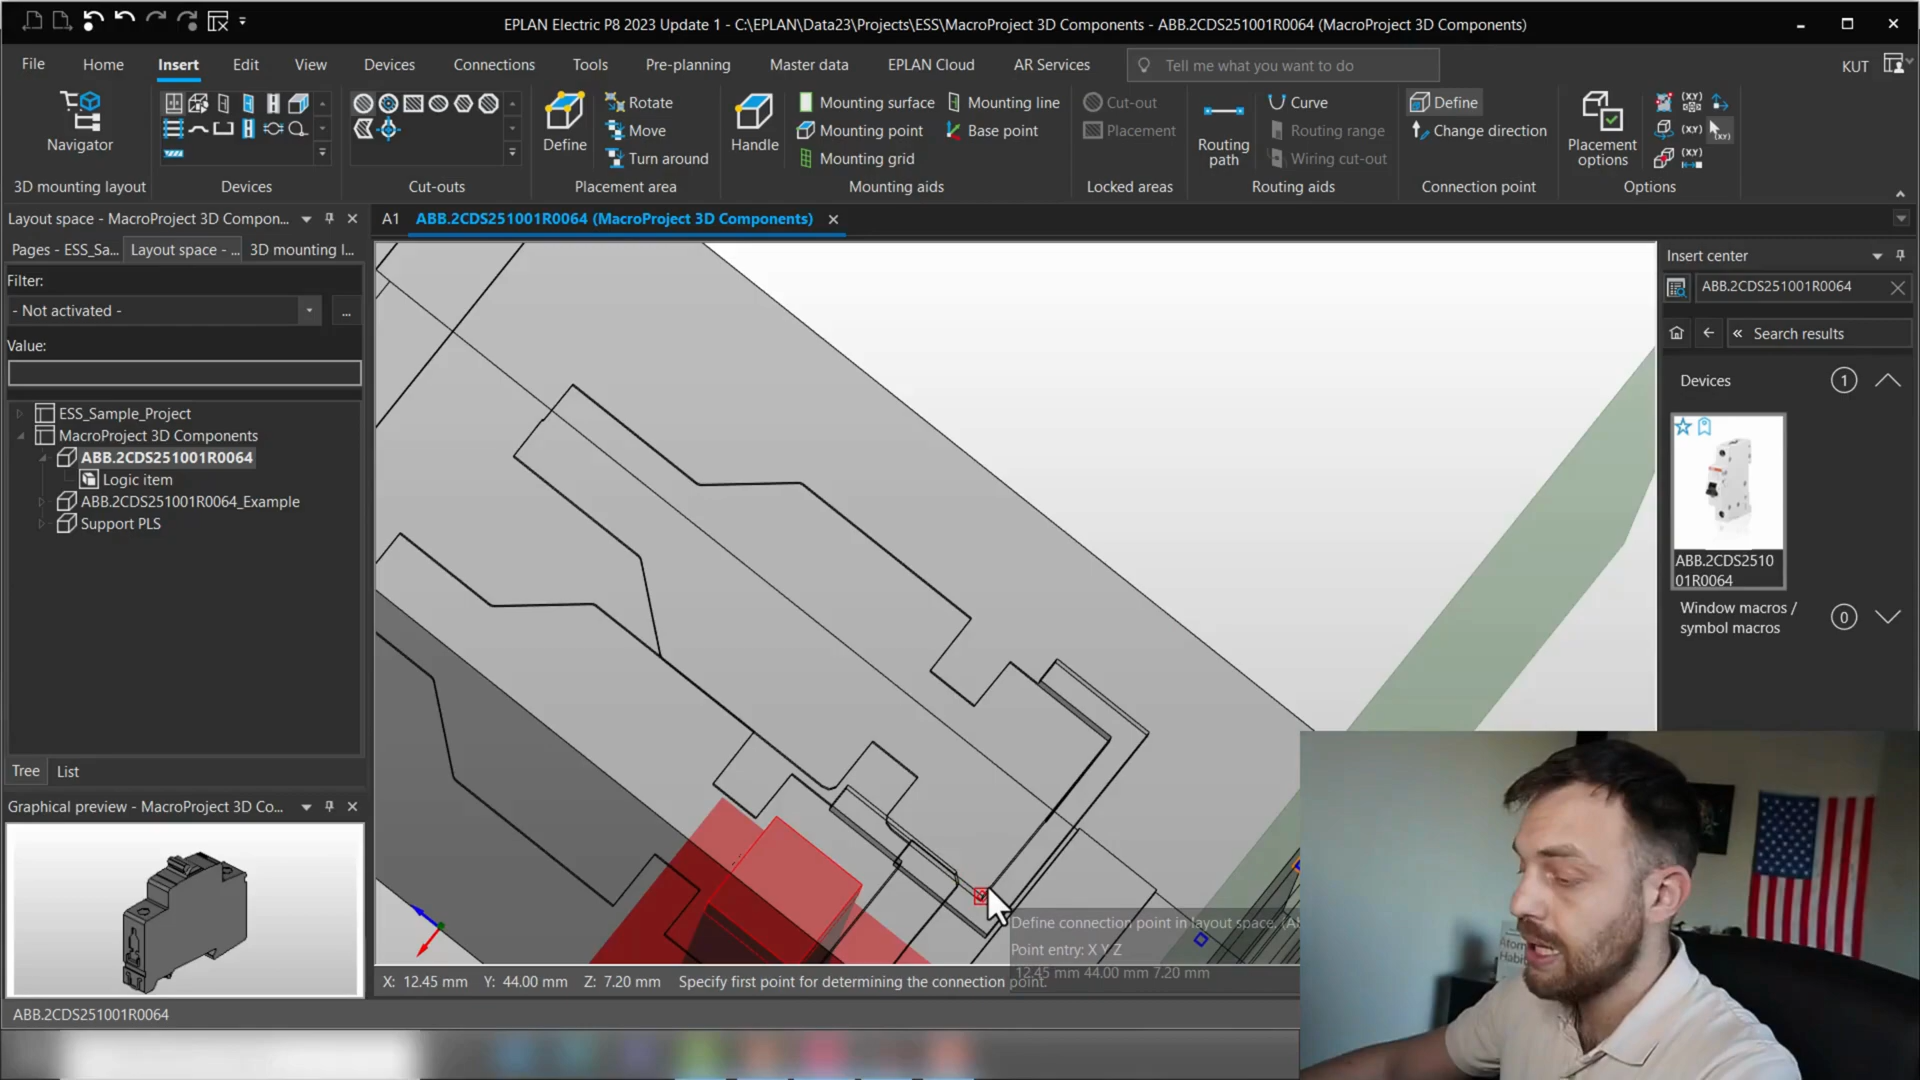 EPLAN Electric P8 2023 Update 1 - C:\EPLAN\Data23\Projects\ESS\MacroProject 3D Components - ABB.2CDS251001R0064 (MacroProject 3D Components)
File Home Insert Edit View Devices Connections Tools Pre-planning Master data EPLAN Cloud AR Services Tell me what you want to do KUT
Navigator
3D mounting layout
Devices
Cut-outs
Define
Rotate
Move
Turn around
Placement area
Handle
Mounting surface
Mounting line
Mounting point
Base point
Mounting grid
Mounting aids
Cut-out
Placement
Locked areas
Routing path
Curve
Routing range
Wiring cut-out
Routing aids
Define
Change direction
Connection point
Placement options
(XY)
(XY)
(XY)
(XY)
Options
Layout space - MacroProject 3D Compon...
Pages - ESS_Sa... Layout space - ... 3D mounting l...
Filter:
- Not activated -
...
Value:
ESS_Sample_Project
MacroProject 3D Components
ABB.2CDS251001R0064
Logic item
ABB.2CDS251001R0064_Example
Support PLS
Tree List
Graphical preview - MacroProject 3D Co...
ABB.2CDS251001R0064
A1 ABB.2CDS251001R0064 (MacroProject 3D Components)
Define connection point in layout space.
Point entry: X Y Z
12.45 mm 44.00 mm 7.20 mm
X: 12.45 mm Y: 44.00 mm Z: 7.20 mm Specify first point for determining the connection point.
Insert center
ABB.2CDS251001R0064
« Search results
Devices 1
ABB.2CDS2510
01R0064
Window macros /
symbol macros
0
Atom
Habi